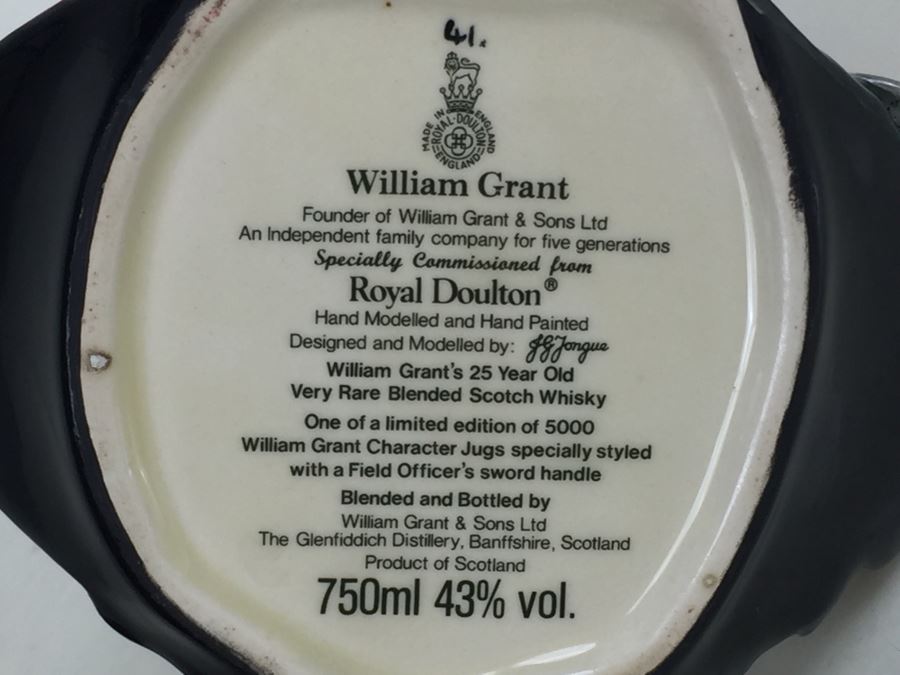 41.
MADE IN ENGLAND
ROYAL·DOULTON
ENGLAND
William Grant
Founder of William Grant & Sons Ltd
An Independent family company for five generations
Specially Commissioned from
Royal Doulton®
Hand Modelled and Hand Painted
Designed and Modelled by: JGTongue
William Grant's 25 Year Old
Very Rare Blended Scotch Whisky
One of a limited edition of 5000
William Grant Character Jugs specially styled
with a Field Officer's sword handle
Blended and Bottled by
William Grant & Sons Ltd
The Glenfiddich Distillery, Banffshire, Scotland
Product of Scotland
750ml 43% vol.